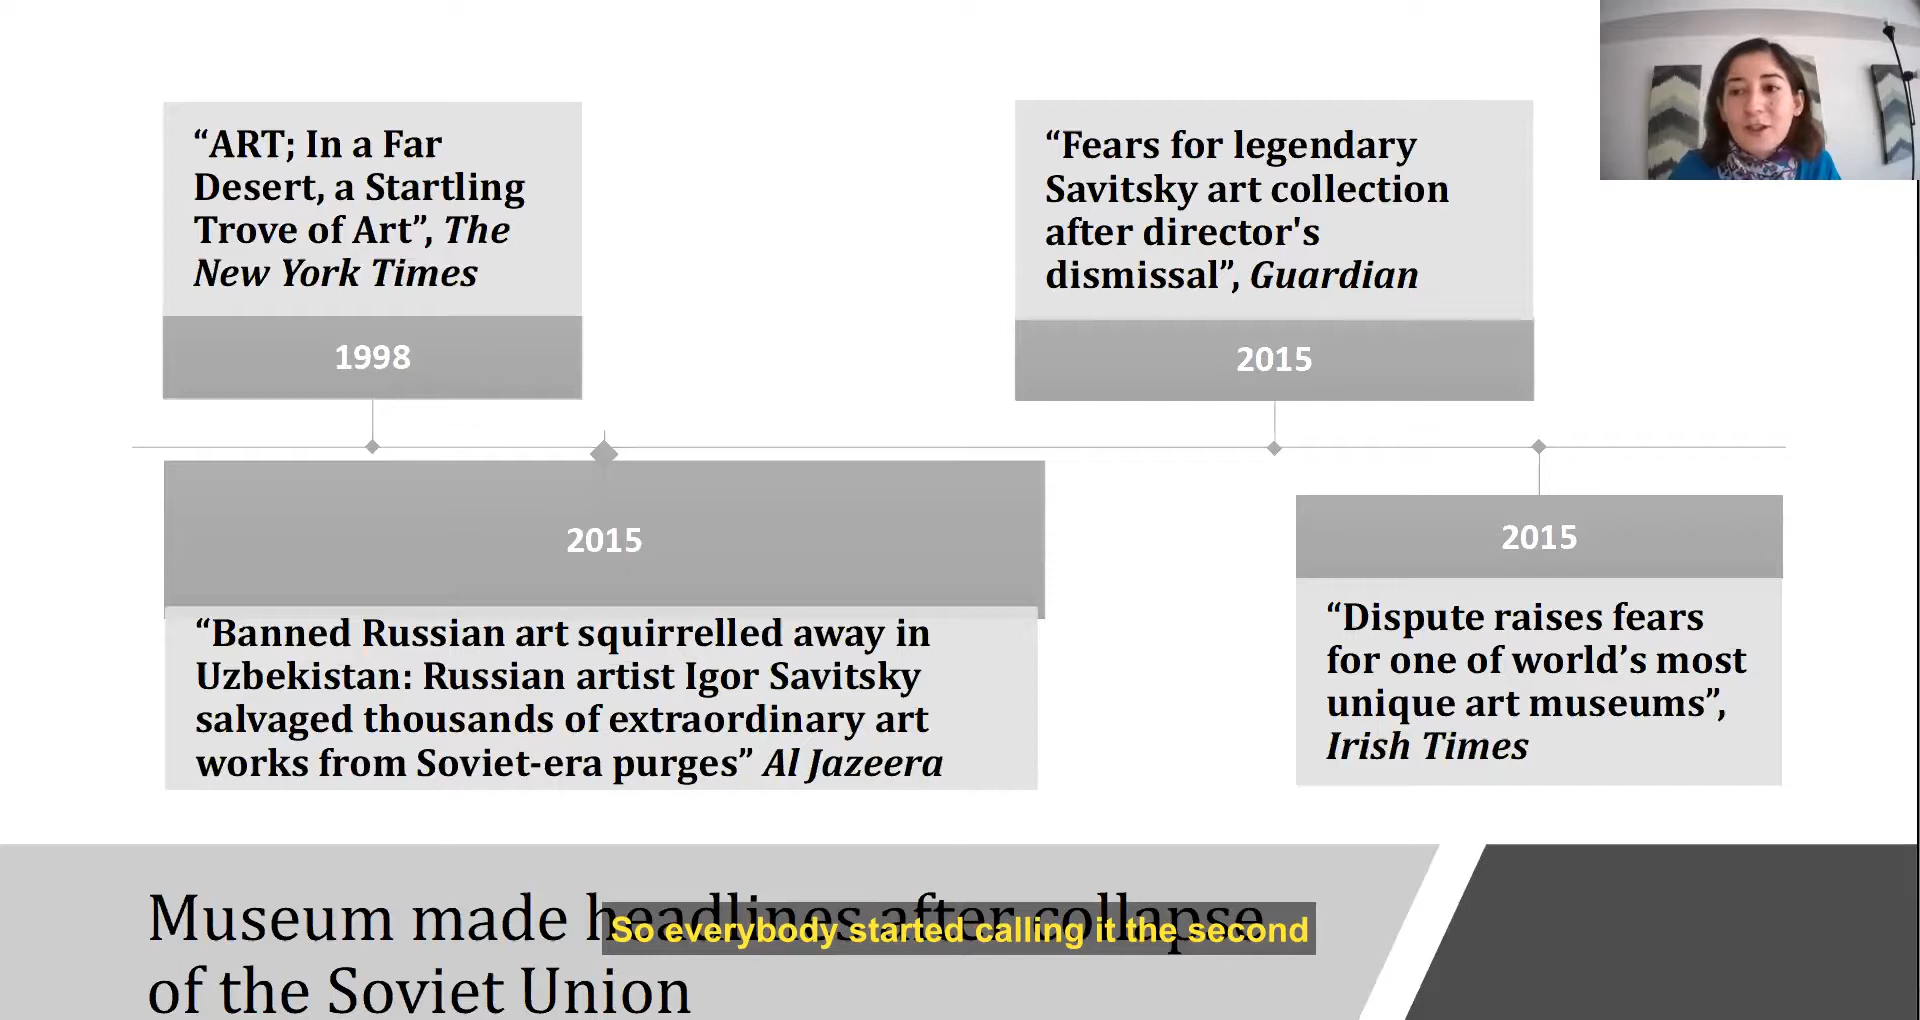 “ART; In a Far
Desert, a Startling
Trove of Art”, The
New York Times
1998
“Fears for legendary
Savitsky art collection
after director's
dismissal”, Guardian
2015
2015
“Banned Russian art squirrelled away in
Uzbekistan: Russian artist Igor Savitsky
salvaged thousands of extraordinary art
works from Soviet-era purges” Al Jazeera
2015
“Dispute raises fears
for one of world’s most
unique art museums”,
Irish Times
Museum made headlines after collapse
of the Soviet Union
So everybody started calling it the second